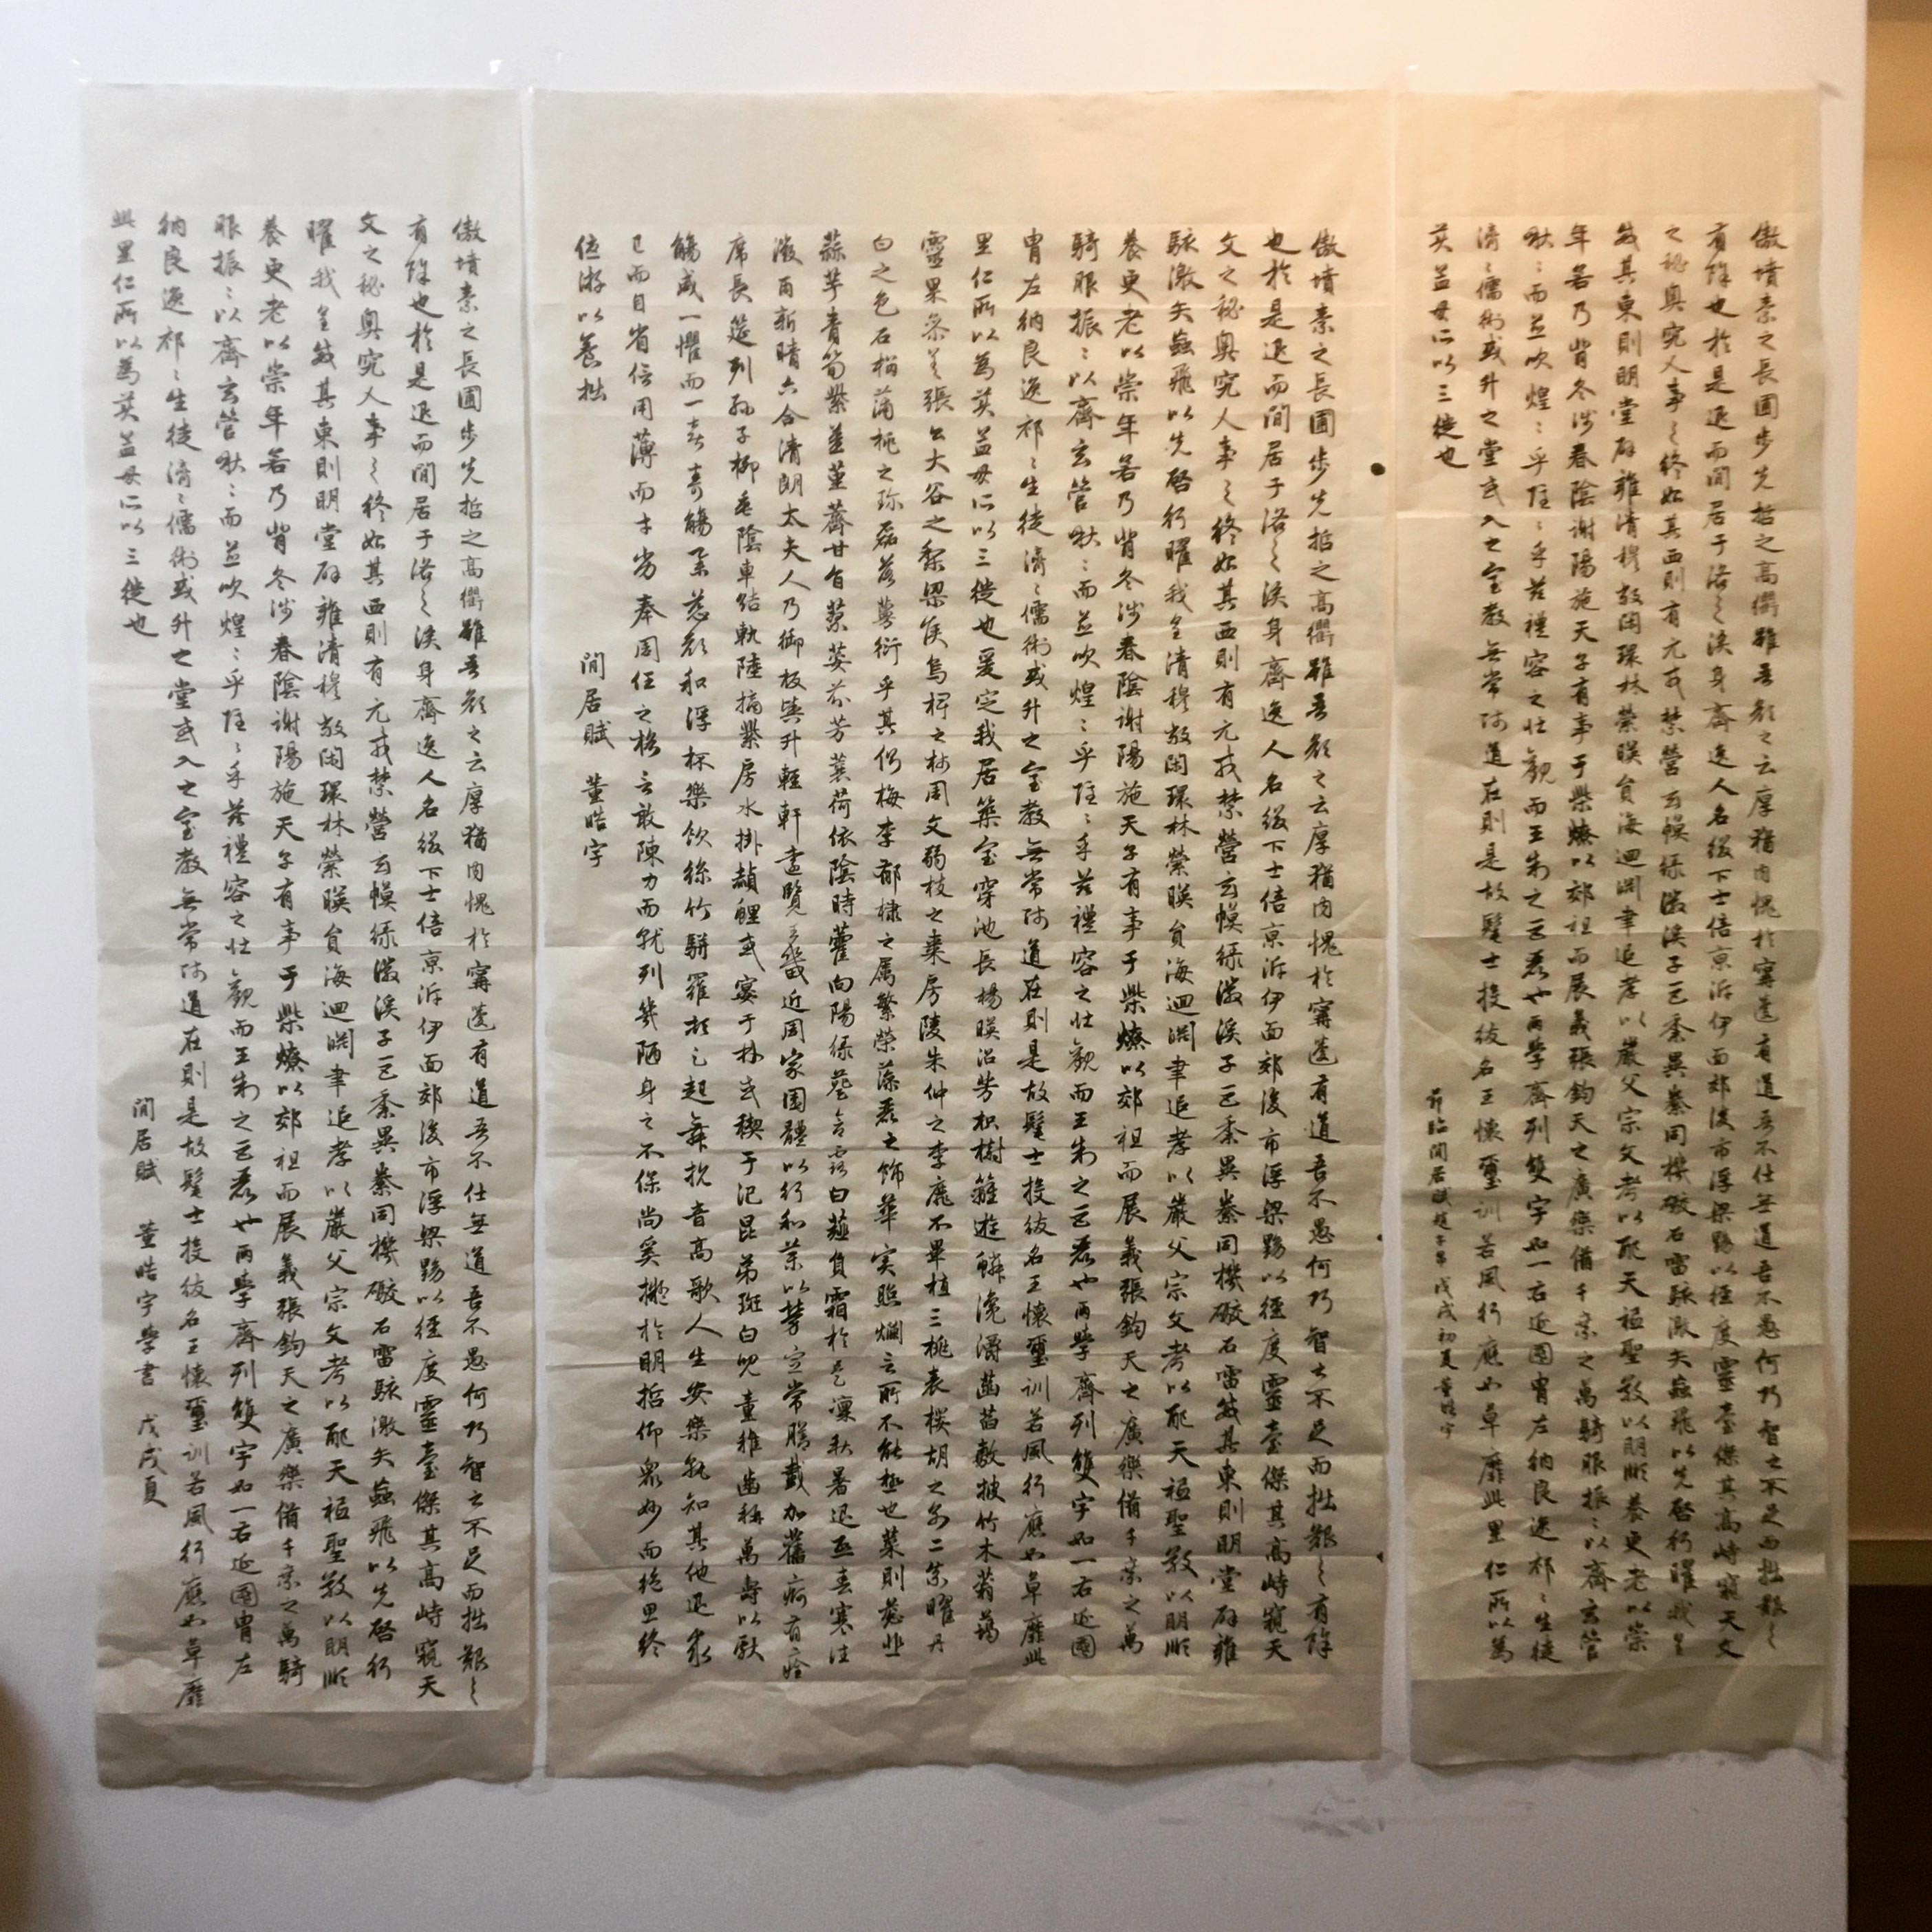 傲墳素之長圃步先哲之高衢雖吾顏之云厚猶內愧於甯蘧有道吾不仕無道吾不愚何巧智之不足而拙艱〻
有餘也於是退而閒居于洛之涘身齊逸人名綴下士倍京泝伊面郊後市浮梁黝以徑度靈臺傑其高峙窺天文
之秘奧究人事之終始其西則有元戎禁營玄幙綠徽溪子巨黍異絭同機礮石雷駭激矢蝱飛以先啓行曜我皇
威其東則明堂辟雍清穆敞閑環林縈映負海迴渊聿追孝以嚴父宗文考以配天祗聖敬以明順養更老以崇
年若乃背冬涉春陰謝陽施天子有事于柴燎以郊祖而展義張鈞天之廣樂備千乘之萬騎服振〻以齊玄管
啾〻而並吹煌〻乎隱〻乎茲禮容之壯觀而王制之巨麗也兩學齊列雙宇如一右延國冑左納良逸祁〻生徒
濟〻儒術或升之堂或入之室教無常師道在則是故髦士投紱名王懷璽訓若風行應如草靡此里仁所以為
美孟母所以三徙也
節臨閒居賦趙子昂戊戌初夏董皓宇
傲墳素之長圃步先哲之高衢雖吾顏之云厚猶內愧於甯蘧有道吾不仕無道吾不愚何巧智之不足而拙艱〻有餘
也於是退而閒居于洛之涘身齊逸人名綴下士倍京泝伊面郊後市浮梁黝以徑度靈臺傑其高峙窺天
文之秘奧究人事之終始其西則有元戎禁營玄幙綠徽溪子巨黍異絭同機礮石雷威其東則明堂辟雍
駭激矢蝱飛以先啓行曜我皇清穆敞閑環林縈映負海迴渊聿追孝以嚴父宗文考以配天祗聖敬以明順
養更老以崇年若乃背冬涉春陰謝陽施天子有事于柴燎以郊祖而展義張鈞天之廣樂備千乘之萬
騎服振〻以齊玄管啾〻而並吹煌〻乎隱〻乎茲禮容之壯觀而王制之巨麗也兩學齊列雙宇如一右延國
冑左納良逸祁〻生徒濟〻儒術或升之堂或入之室教無常師道在則是故髦士投紱名王懷璽訓若風行應如草靡此
里仁所以為美孟母所以三徙也爰定我居築室穿池長楊映沼芳枳樹籬遊鱗瀺灂菡萏敷披竹木蓊藹
靈果參差張公大谷之梨梁侯烏椑之柿周文弱枝之棗房陵朱仲之李靡不畢植三桃表櫻胡之別二柰曜丹
白之色石榴蒲桃之珍磊落蔓衍乎其側梅李郁棣之屬繁榮藻麗之飾華實照爛言所不能極也菜則蔥韭
蒜芋青筍紫薑堇薺甘旨蓼荾芬芳蘘荷依陰時藿向陽綠葵含露白薤負霜於是凜秋暑退熙春寒往
微雨新晴六合清朗太夫人乃御板輿升輕軒遠覽王畿近周家園體以行和藥以勞宣常膳載加舊痾有痊
席長筵列孫子柳垂陰車結軌陸摘紫房水掛赬鯉或宴于林或禊于汜昆弟斑白兒童稚齒稱萬壽以獻
觴咸一懼而一喜壽觴舉慈顏和浮杯樂飲絲竹駢羅頓足起舞抗音高歌人生安樂孰知其他退求
己而自省信用薄而才劣奉周任之格言敢陳力而就列幾陋身之不保尚奚擬於明哲仰衆妙而絕思終
優游以養拙
閒居賦 董皓宇
傲墳素之長圃步先哲之高衢雖吾顏之云厚猶內愧於甯蘧有道吾不仕無道吾不愚何巧智之不足而拙艱〻
有餘也於是退而閒居于洛之涘身齊逸人名綴下士倍京泝伊面郊後市浮梁黝以徑度靈臺傑其高峙窺天
文之秘奧究人事之終始其西則有元戎禁營玄幙綠徽溪子巨黍異絭同機礮石雷駭激矢蝱飛以先啓行
曜我皇威其東則明堂辟雍清穆敞閑環林縈映負海迴渊聿追孝以嚴父宗文考以配天祗聖敬以明順
養更老以崇年若乃背冬涉春陰謝陽施天子有事于柴燎以郊祖而展義張鈞天之廣樂備千乘之萬騎
服振〻以齊玄管啾〻而並吹煌〻乎隱〻乎茲禮容之壯觀而王制之巨麗也兩學齊列雙宇如一右延國冑左
納良逸祁〻生徒濟〻儒術或升之堂或入之室教無常師道在則是故髦士投紱名王懷璽訓若風行應如草靡
此里仁所以為美孟母所以三徙也
閒居賦 董皓宇學書 戊戌夏